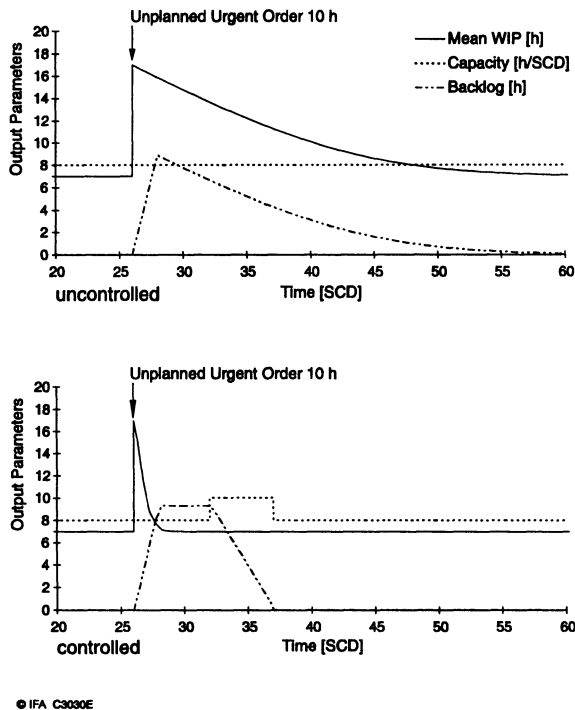 Unplanned Urgent Order 10 h
Output Parameters
20
18
16
14
12
10
8
6
4
2
0
Mean WIP [h]
Capacity [h/SCD]
Backlog [h]
20 25 30 35 40 45 50 55 60
uncontrolled Time [SCD]
Unplanned Urgent Order 10 h
Output Parameters
20
18
16
14
12
10
8
6
4
2
0
20 25 30 35 40 45 50 55 60
controlled Time [SCD]
© IFA C3030E